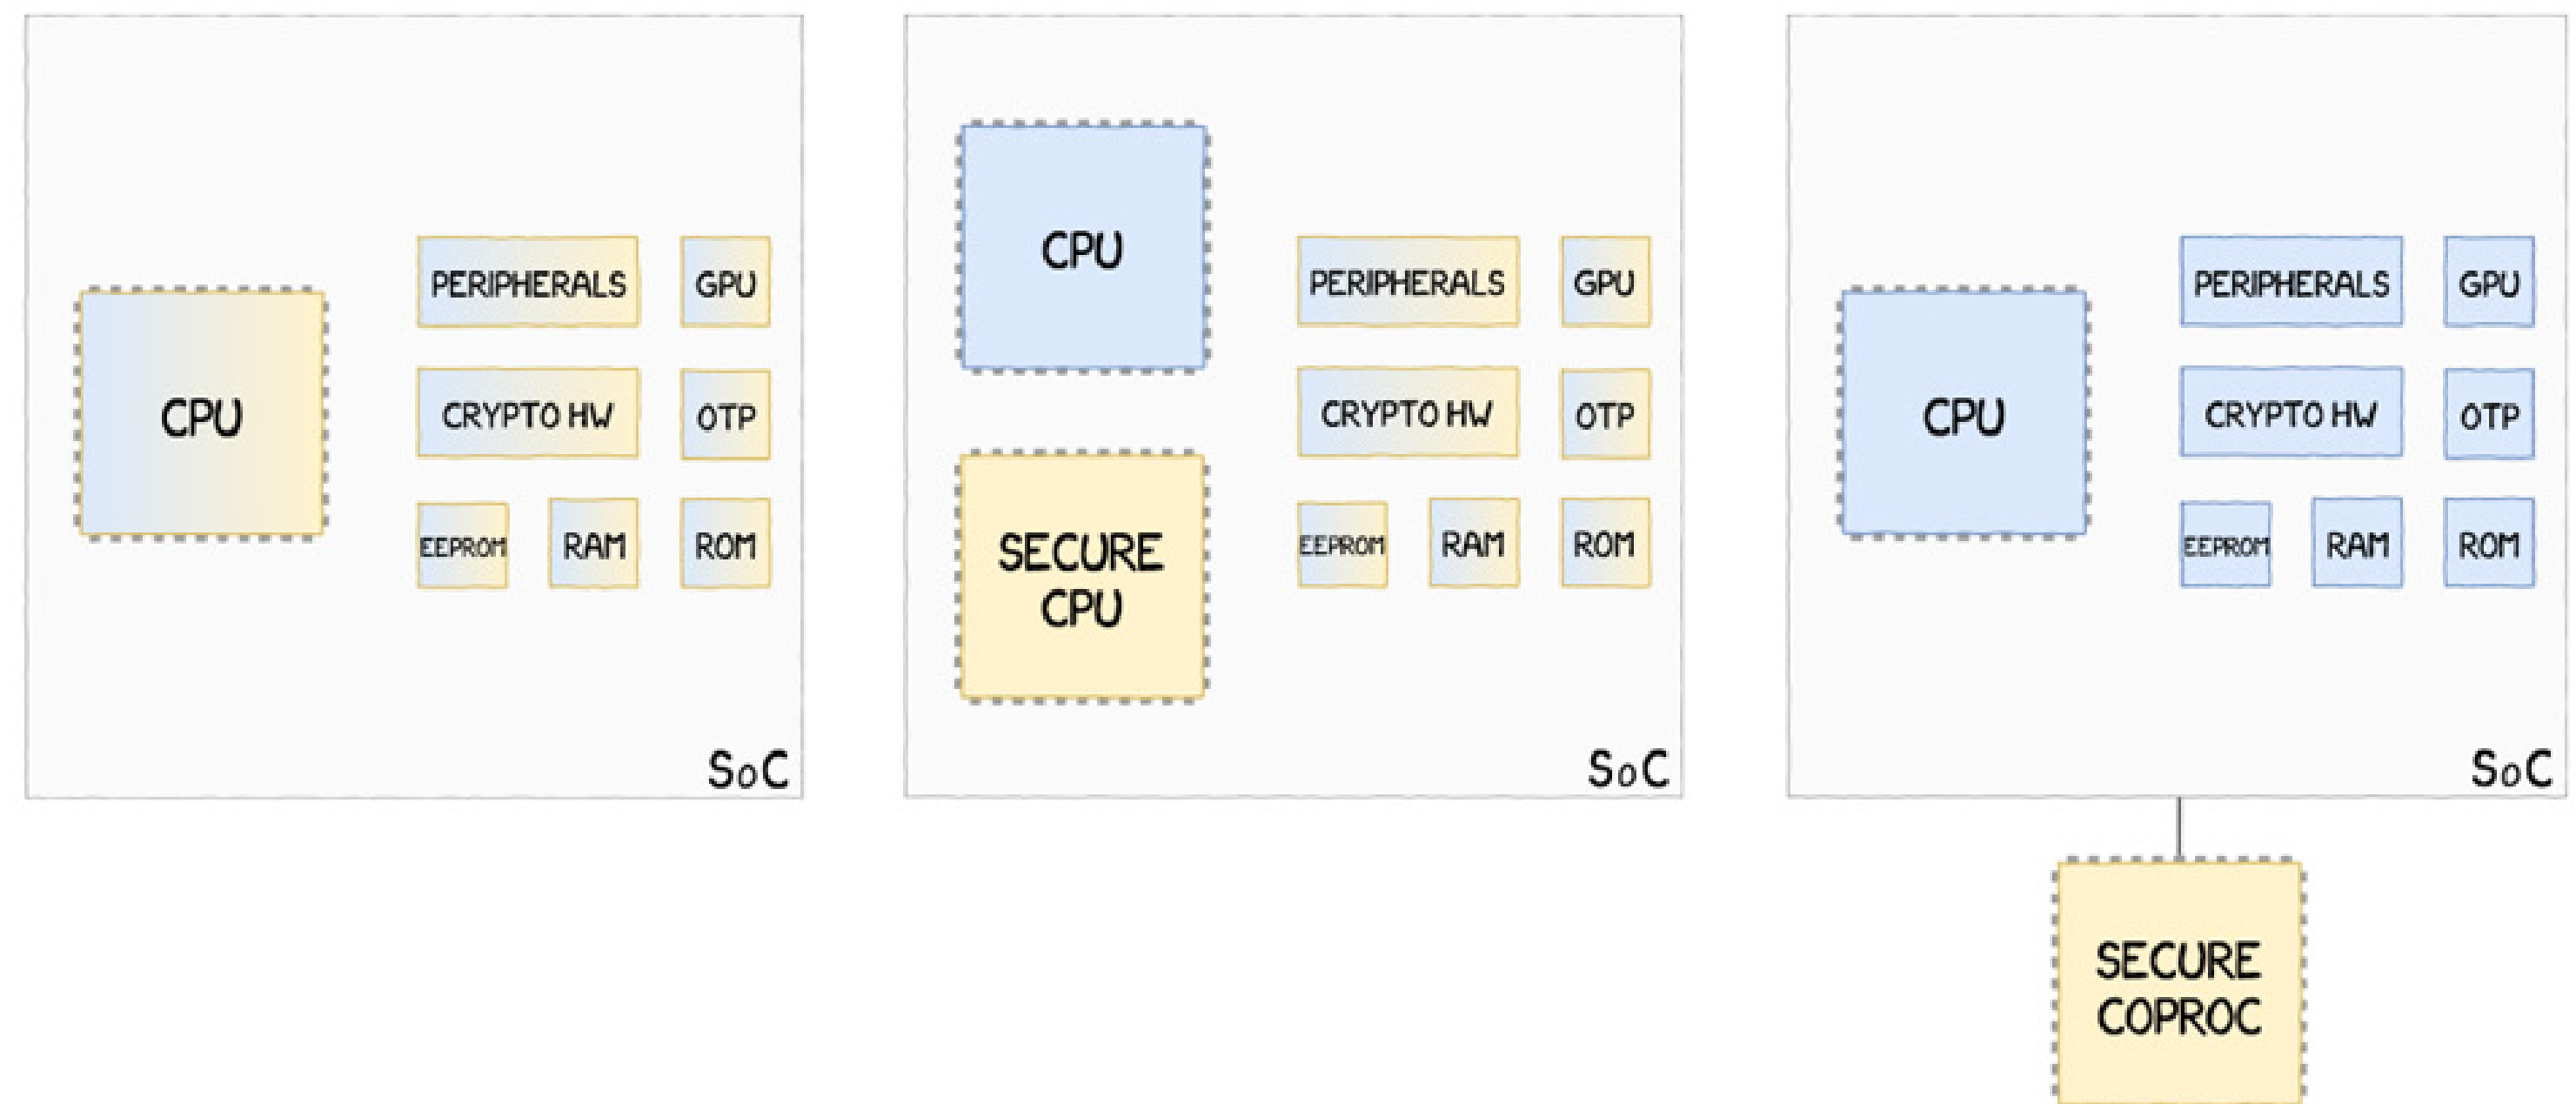 CPU
PERIPHERALS
GPU
CRYPTO HW
OTP
EEPROM
RAM
ROM
SoC
CPU
SECURE
CPU
PERIPHERALS
GPU
CRYPTO HW
OTP
EEPROM
RAM
ROM
SoC
CPU
PERIPHERALS
GPU
CRYPTO HW
OTP
EEPROM
RAM
ROM
SoC
SECURE
COPROC